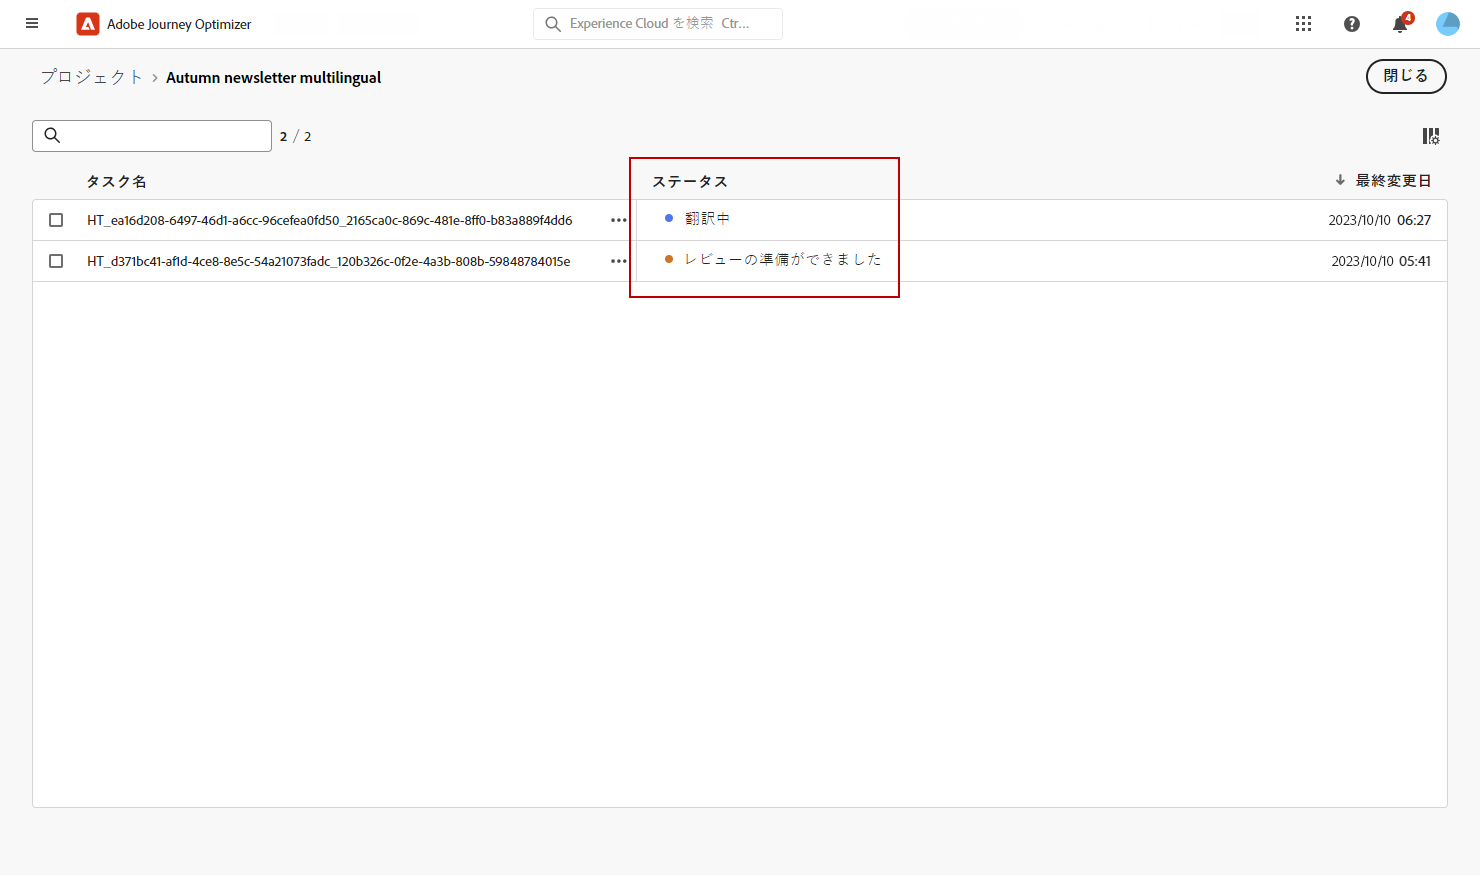 Adobe Journey Optimizer
Experience Cloud を検索 Ctr...
4
プロジェクト › Autumn newsletter multilingual
閉じる
2 / 2
タスク名 ステータス ↓ 最終変更日
HT_ea16d208-6497-46d1-a6cc-96cefea0fd50_2165ca0c-869c-481e-8ff0-b83a889f4dd6 ••• 翻訳中 2023/10/10 06:27
HT_d371bc41-af1d-4ce8-8e5c-54a21073fadc_120b326c-0f2e-4a3b-808b-59848784015e ••• レビューの準備ができました 2023/10/10 05:41